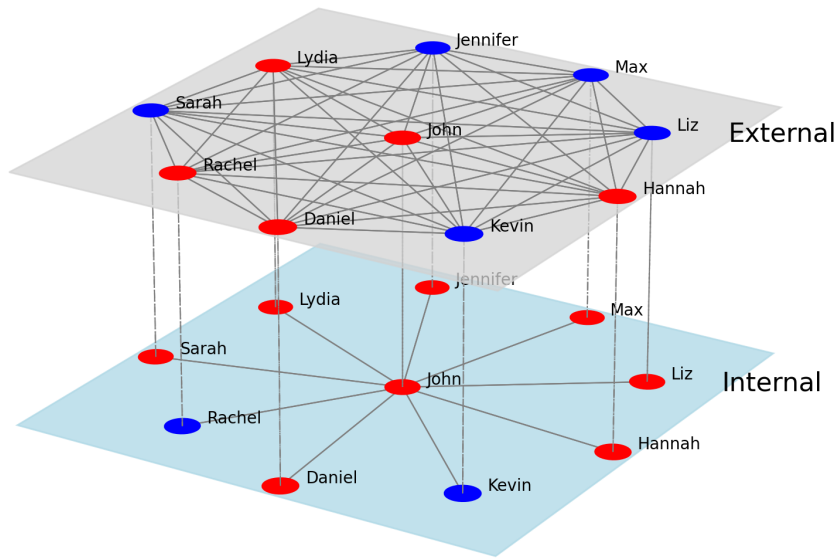 Jennifer
Lydia
Max
Sarah
John
Liz
External
Rachel
Hannah
Daniel
Kevin
Jennifer
Lydia
Max
Sarah
John
Liz
Internal
Rachel
Hannah
Daniel
Kevin